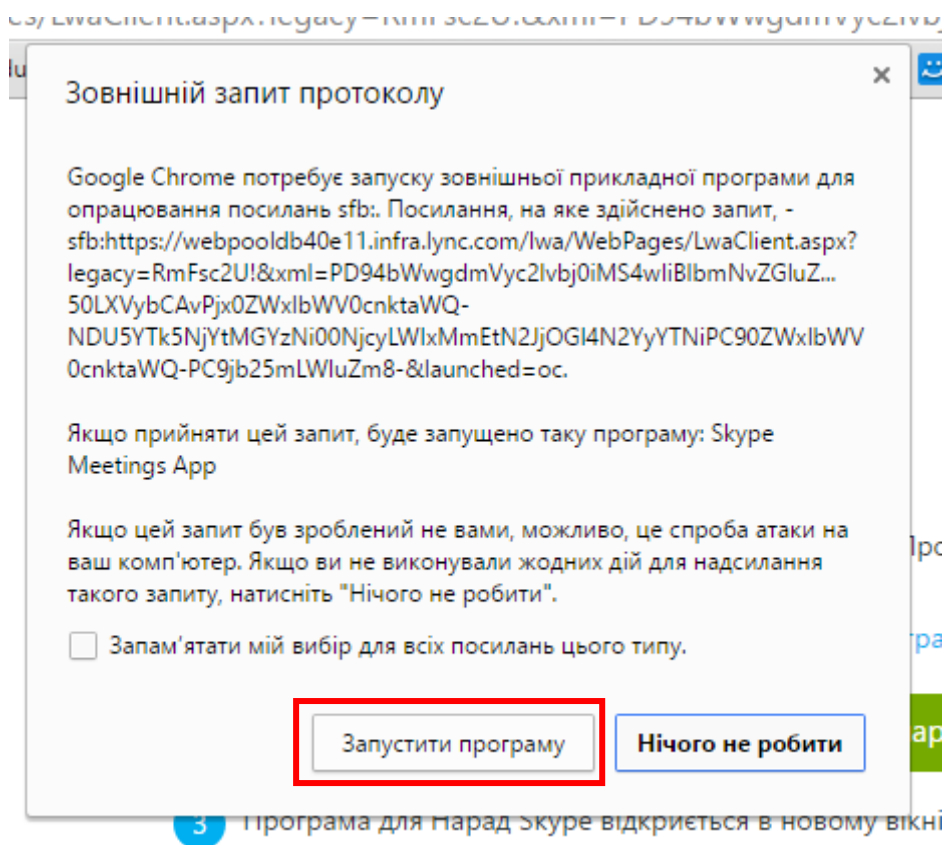 Зовнішній запит протоколу
Google Chrome потребує запуску зовнішньої прикладної програми для
опрацювання посилань sfb:. Посилання, на яке здійснено запит, -
sfb:https://webpooldb40e11.infra.lync.com/lwa/WebPages/LwaClient.aspx?
legacy=RmFsc2U!&xml=PD94bWwgdmVyc2lvbj0iMS4wIiBlbmNvZGluZ...
50LXVybCAvPjx0ZWxlbWV0cnktaWQ-
NDU5YTk5NjYtMGYzNi00NjcyLWIxMmEtN2JjOGI4N2YyYTNiPC90ZWxlbWV
0cnktaWQ-PC9jb25mLWluZm8-&launched=oc.
Якщо прийняти цей запит, буде запущено таку програму: Skype
Meetings App
Якщо цей запит був зроблений не вами, можливо, це спроба атаки на
ваш комп'ютер. Якщо ви не виконували жодних дій для надсилання
такого запиту, натисніть "Нічого не робити".
Запам'ятати мій вибір для всіх посилань цього типу.
Запустити програму
Нічого не робити
3 Програма для Нарад Skype відкриється в новому вікні